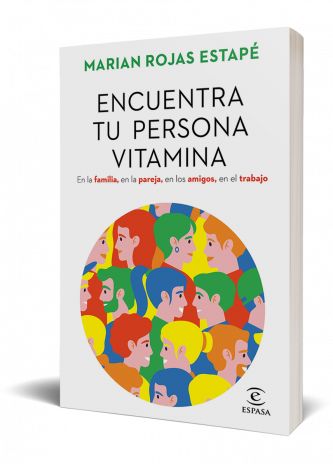 MARIAN ROJAS ESTAPÉ
ENCUENTRA
TU PERSONA
VITAMINA
En la familia, en la pareja, en los amigos, en el trabajo
e
ESPASA